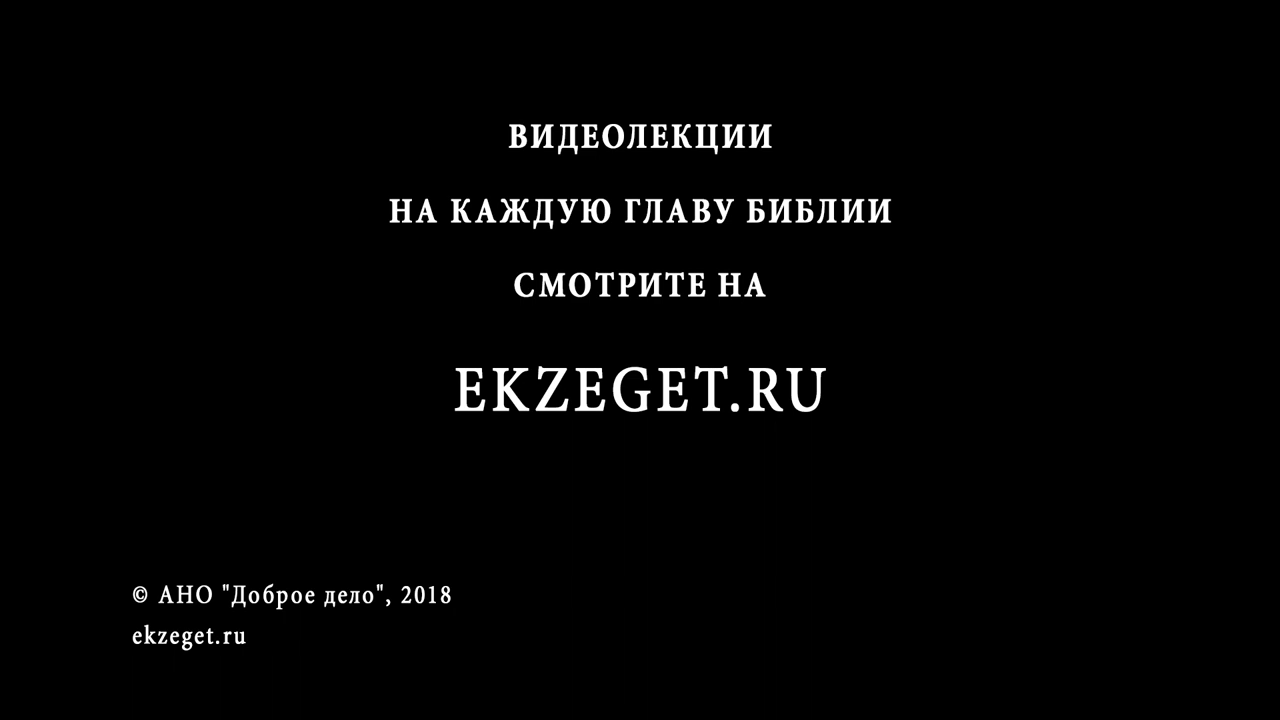 ВИДЕОЛЕКЦИИ
НА КАЖДУЮ ГЛАВУ БИБЛИИ
СМОТРИТЕ НА
EKZEGET.RU
© АНО "Доброе дело", 2018
ekzeget.ru